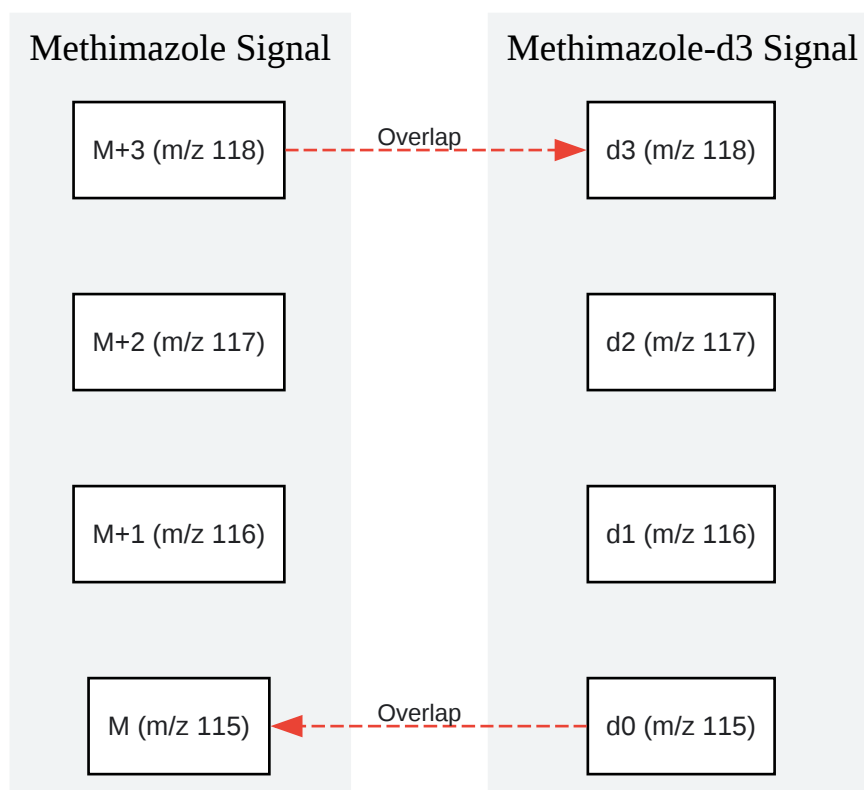 Methimazole Signal
Methimazole-d3 Signal
M+3 (m/z 118)
Overlap
d3 (m/z 118)
M+2 (m/z 117)
d2 (m/z 117)
M+1 (m/z 116)
d1 (m/z 116)
M (m/z 115)
Overlap
d0 (m/z 115)